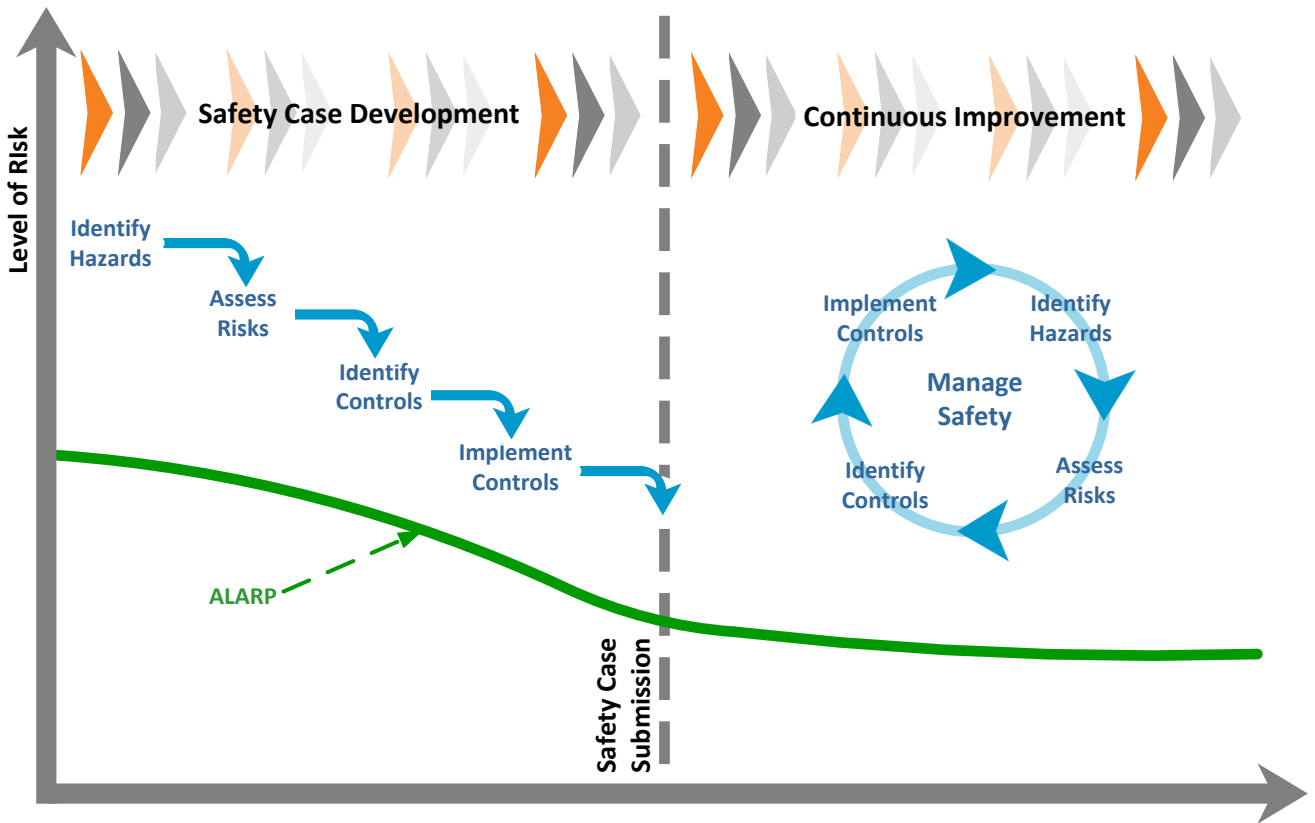 Level of Risk
Safety Case Development
Continuous Improvement
Identify
Hazards
Assess
Risks
Identify
Controls
Implement
Controls
ALARP
Safety Case
Submission
Implement
Controls
Identify
Hazards
Manage
Safety
Identify
Controls
Assess
Risks